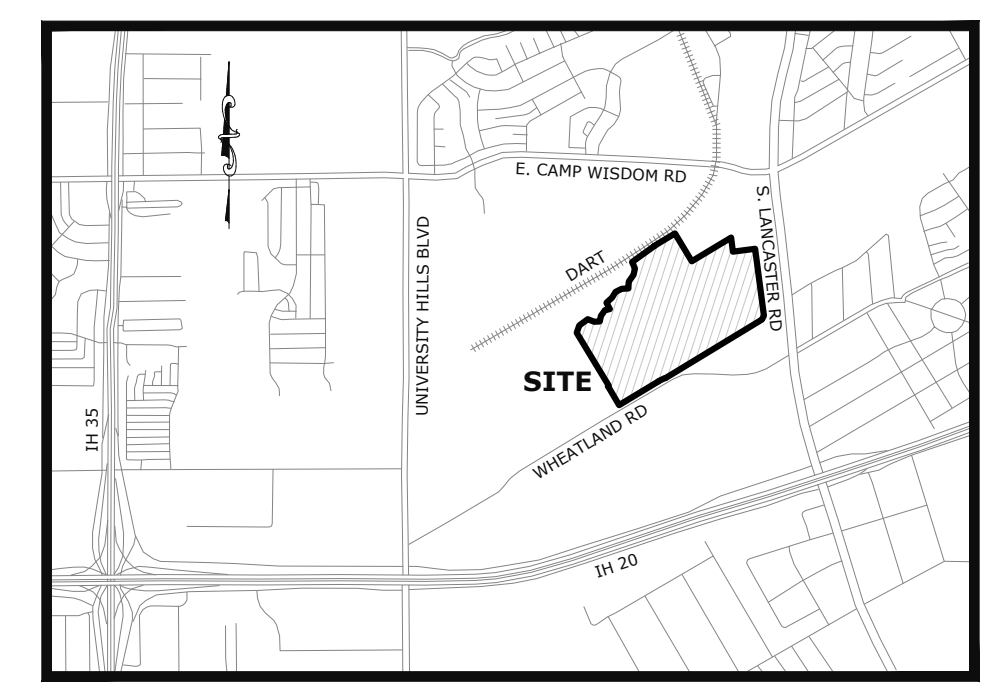 E. CAMP WISDOM RD
S. LANCASTER RD
UNIVERSITY HILLS BLVD
DART
SITE
IH 35
WHEATLAND RD
IH 20